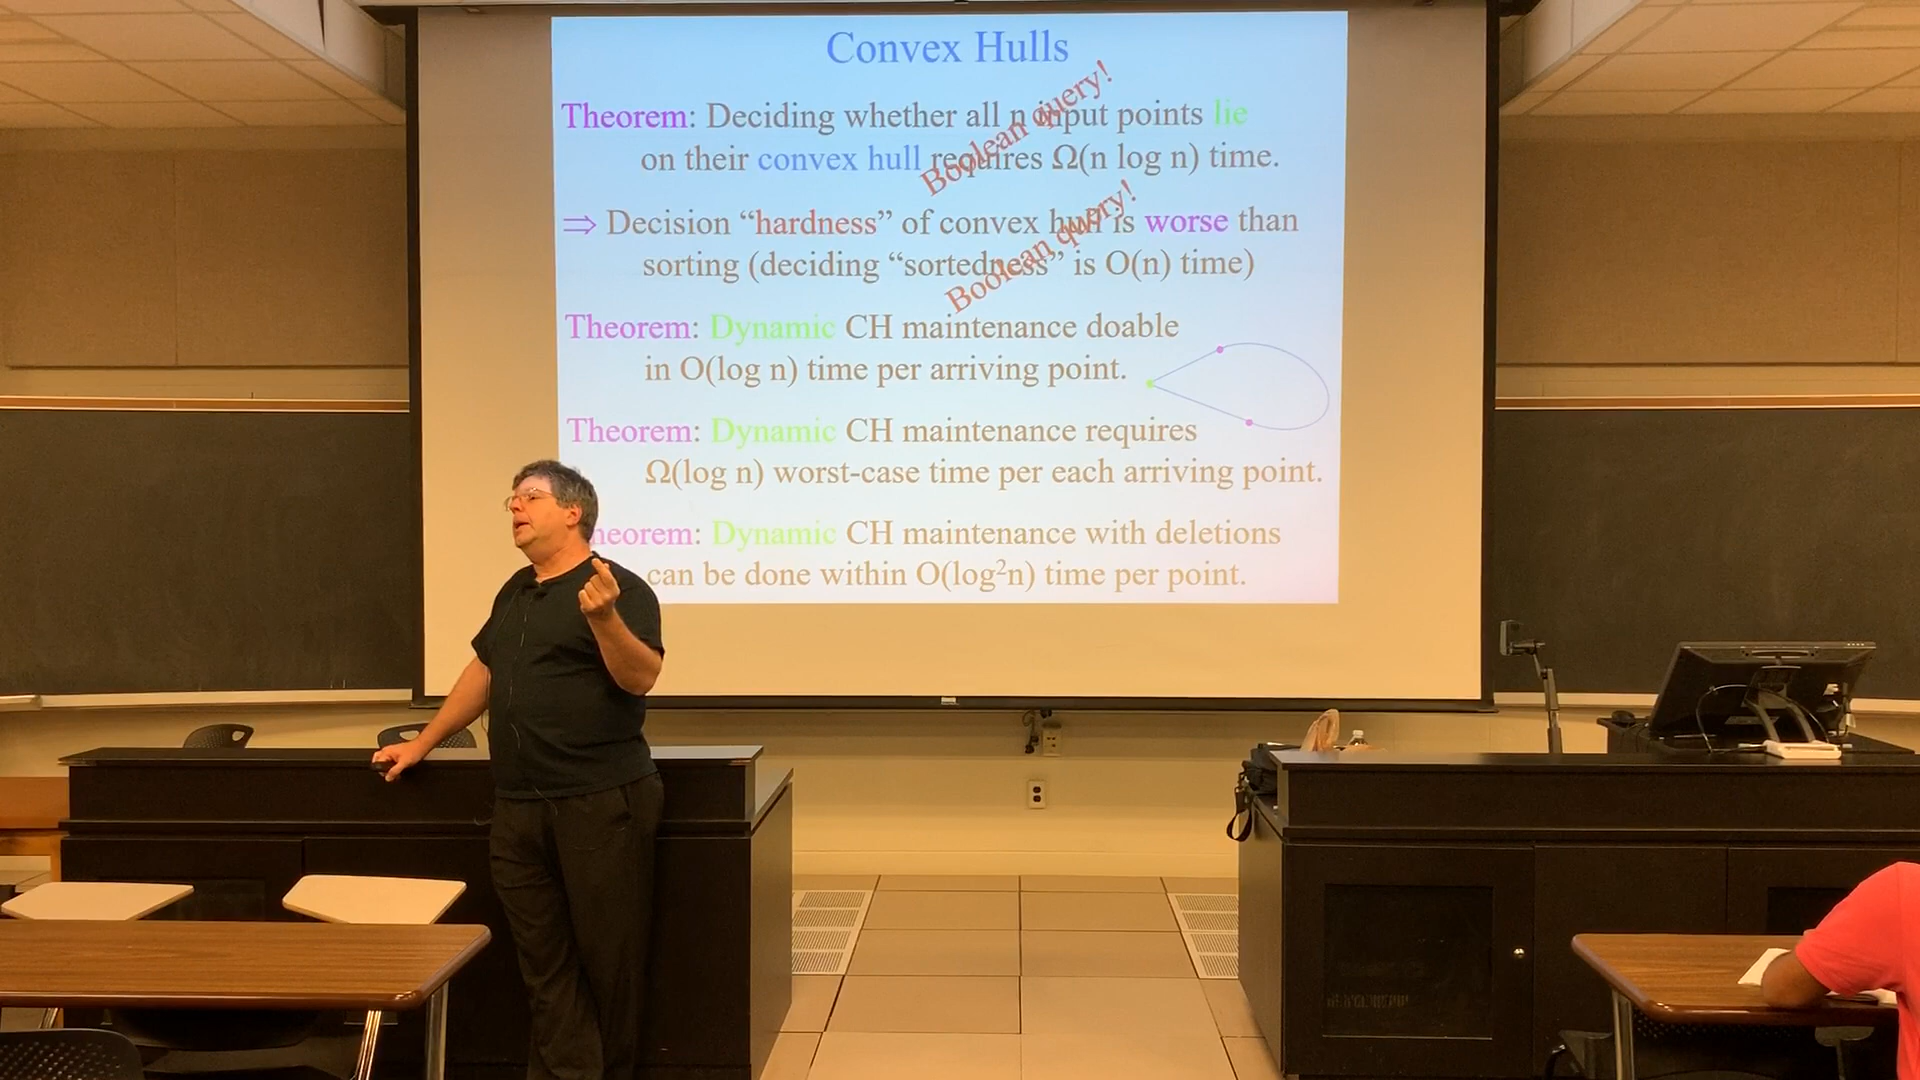 Convex Hulls
Theorem: Deciding whether all n input points lie
on their convex hull requires Ω(n log n) time.
Boolean query!
⇒ Decision “hardness” of convex hull is worse than
sorting (deciding “sortedness” is O(n) time)
Boolean query!
Theorem: Dynamic CH maintenance doable
in O(log n) time per arriving point.
Theorem: Dynamic CH maintenance requires
Ω(log n) worst-case time per each arriving point.
heorem: Dynamic CH maintenance with deletions
can be done within O(log²n) time per point.